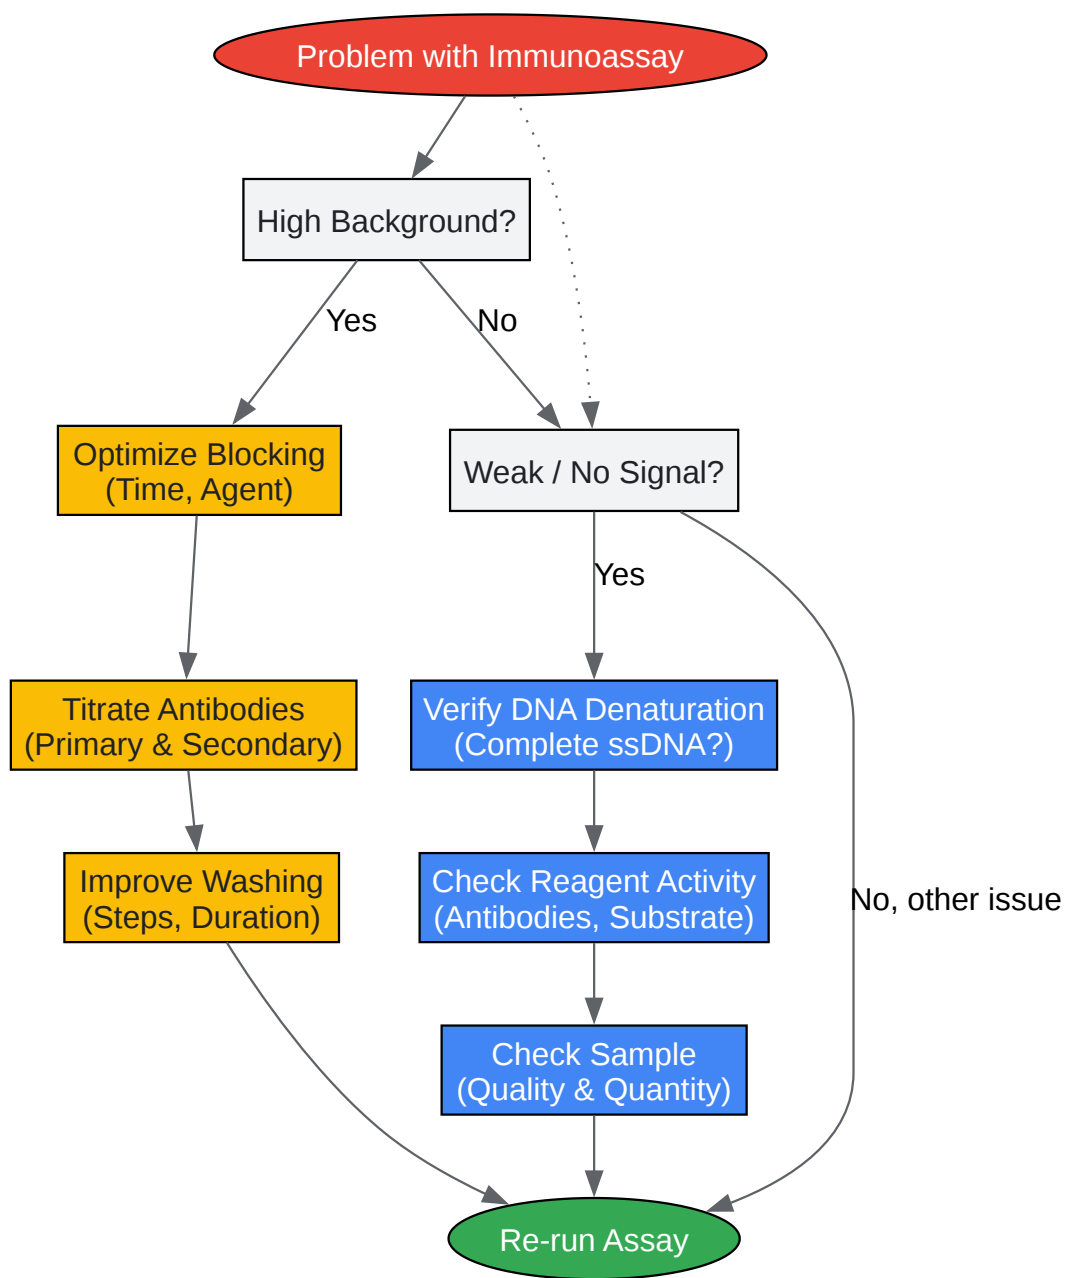 Problem with Immunoassay
High Background?
Yes
No
Optimize Blocking
(Time, Agent)
Weak / No Signal?
Yes
Titrate Antibodies
(Primary & Secondary)
Verify DNA Denaturation
(Complete ssDNA?)
Improve Washing
(Steps, Duration)
Check Reagent Activity
(Antibodies, Substrate)
No, other issue
Check Sample
(Quality & Quantity)
Re-run Assay